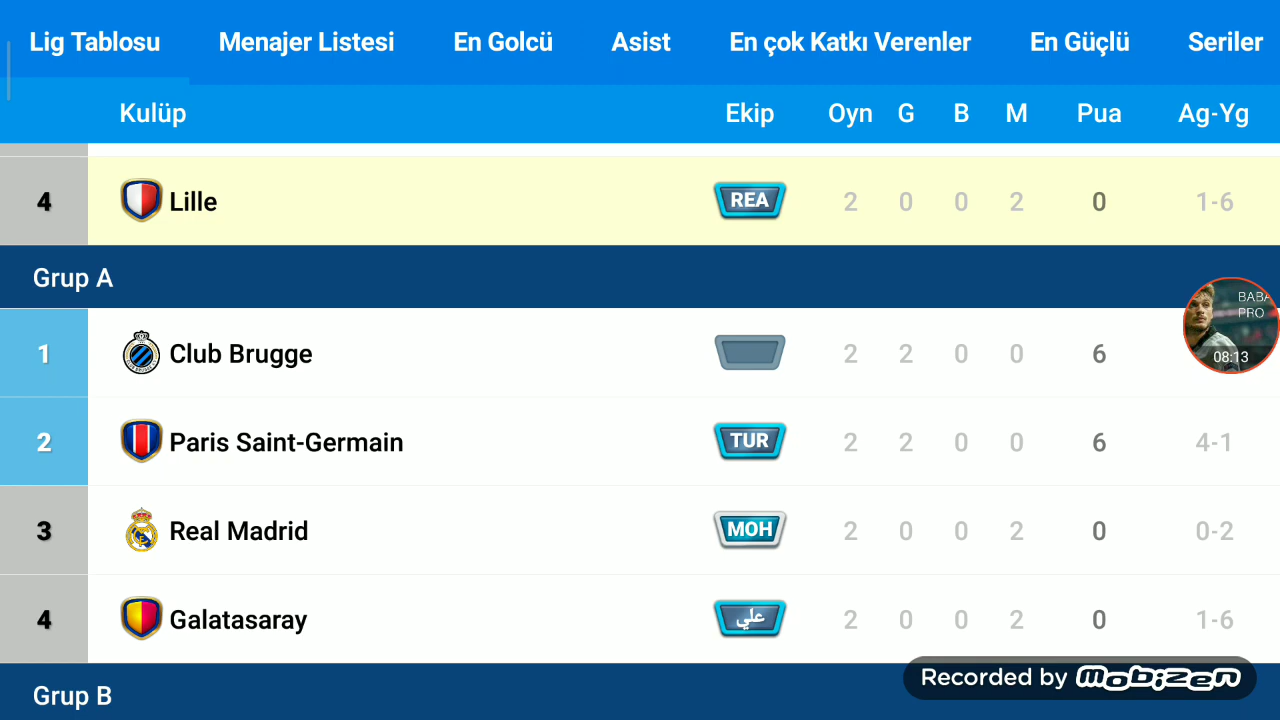 Lig Tablosu Menajer Listesi En Golcü Asist En çok Katkı Verenler En Güçlü Seriler
Kulüp Ekip Oyn G B M Pua Ag-Yg
4 Lille REA 2 0 0 2 0 1-6
Grup A
BABA
PRO
1 Club Brugge 2 2 0 0 6
08:13
2 Paris Saint-Germain TUR 2 2 0 0 6 4-1
3 Real Madrid MOH 2 0 0 2 0 0-2
4 Galatasaray علي 2 0 0 2 0 1-6
Recorded by mobizen
Grup B